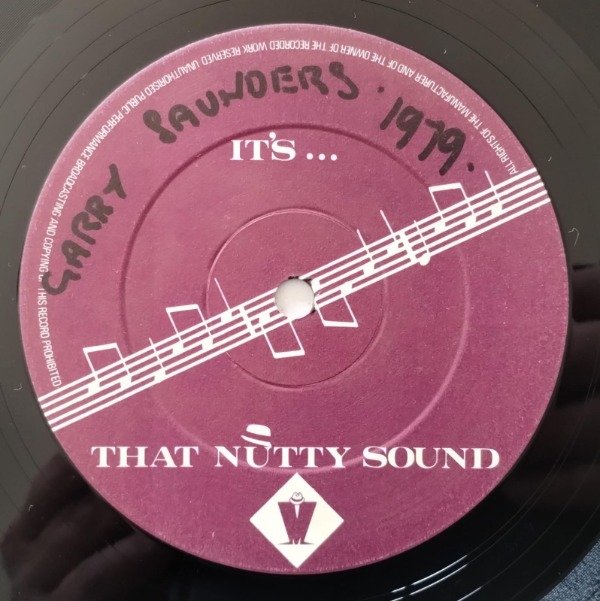 ALL RIGHTS OF THE MANUFACTURER AND OF THE OWNER OF THE RECORDED WORK RESERVED UNAUTHORISED PUBLIC PERFORMANCE BROADCASTING AND COPYING OF THIS RECORD PROHIBITED
GARRY SAUNDERS. 1979.
IT'S ...
THAT NUTTY SOUND